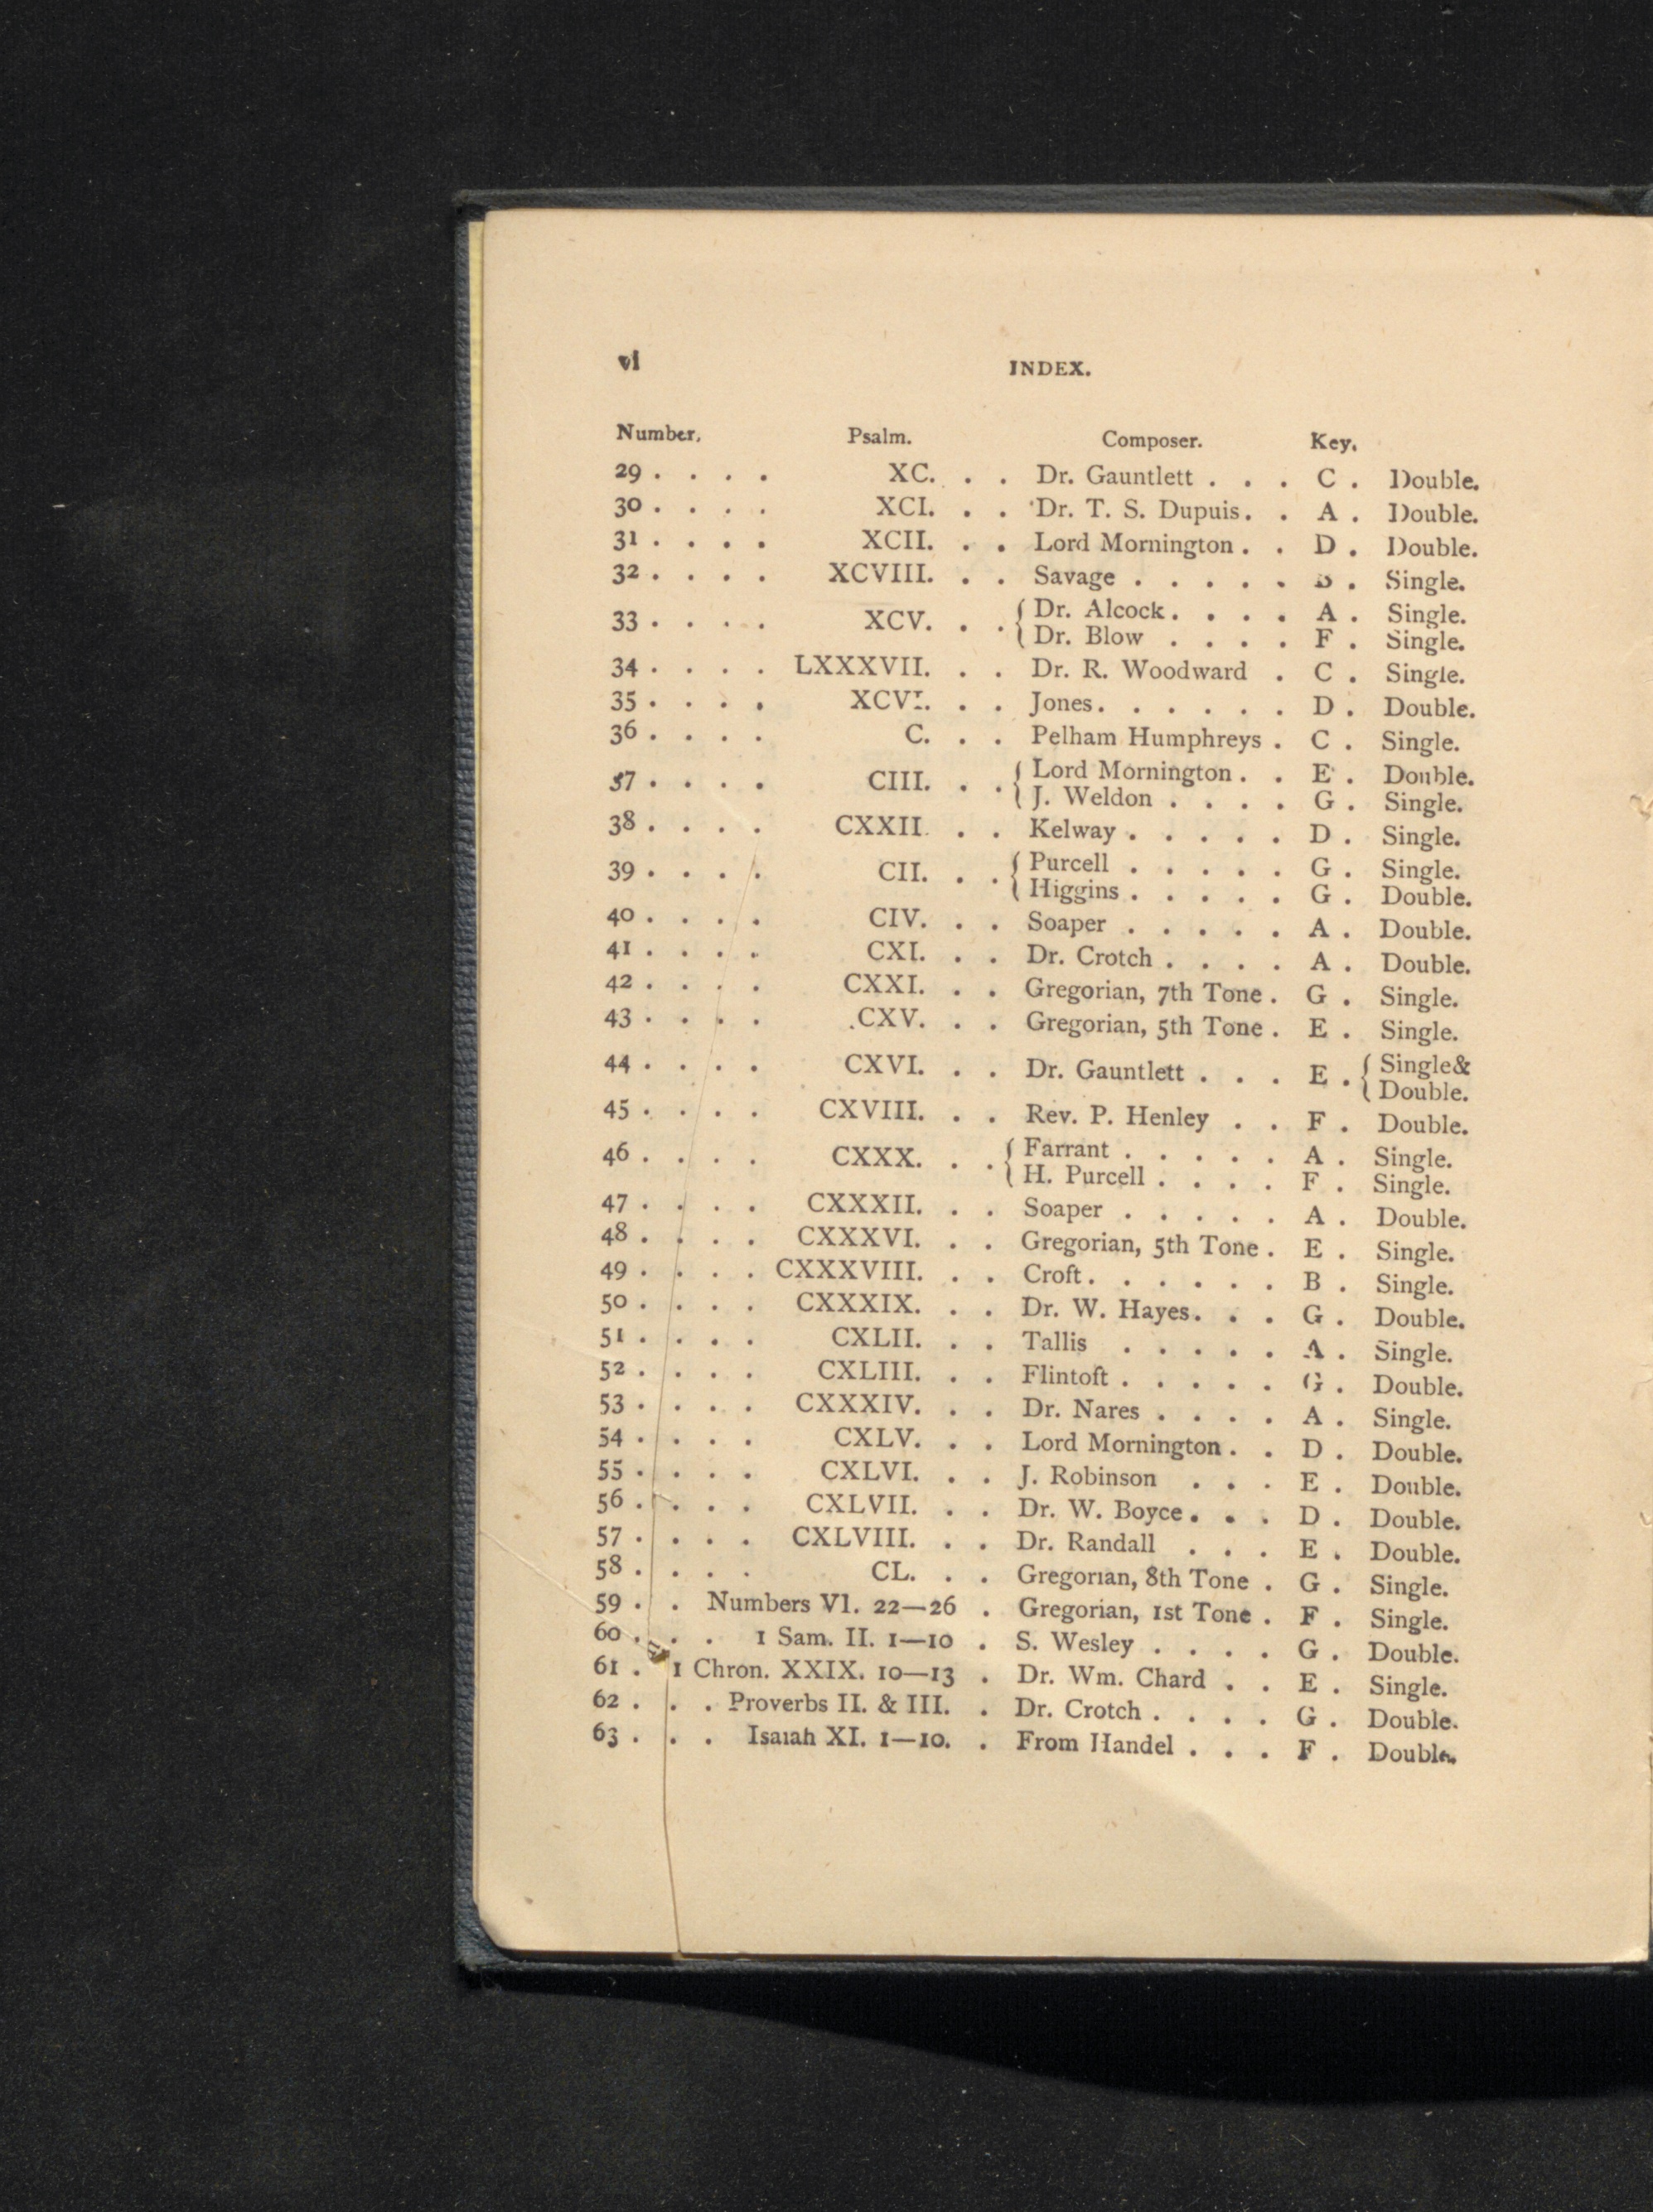 vi INDEX.
Number. Psalm. Composer. Key.
29 . . . . XC. . . Dr. Gauntlett . . . C . Double.
30 . . . . XCI. . . Dr. T. S. Dupuis. . A . Double.
31 . . . . XCII. . . Lord Mornington . . D . Double.
32 . . . . XCVIII. . . Savage . . . . . . Single.
33 . . . . XCV. . . { Dr. Alcock . . . . A . Single.
{ Dr. Blow . . . . F . Single.
34 . . . . LXXXVII. . . Dr. R. Woodward . C . Single.
35 . . . . XCVI. . . Jones . . . . . . D . Double.
36 . . . . C. . . Pelham Humphreys . C . Single.
37 . . . . CIII. . . { Lord Mornington . . E . Double.
{ J. Weldon . . . . G . Single.
38 . . . . CXXII. . . Kelway . . . . . D . Single.
39 . . . . CII. . . { Purcell . . . . . G . Single.
{ Higgins . . . . . G . Double.
40 . . . . CIV. . . Soaper . . . . . A . Double.
41 . . . . CXI. . . Dr. Crotch . . . . A . Double.
42 . . . . CXXI. . . Gregorian, 7th Tone . G . Single.
43 . . . . CXV. . . Gregorian, 5th Tone . E . Single.
44 . . . . CXVI. . . Dr. Gauntlett . . . E . { Single&
{ Double.
45 . . . . CXVIII. . . Rev. P. Henley . . F . Double.
46 . . . . CXXX. . . { Farrant . . . . . A . Single.
{ H. Purcell . . . . F . Single.
47 . . . . CXXXII. . . Soaper . . . . . A . Double.
48 . . . . CXXXVI. . . Gregorian, 5th Tone . E . Single.
49 . . . . CXXXVIII. . . Croft . . . . . . B . Single.
50 . . . . CXXXIX. . . Dr. W. Hayes. . . G . Double.
51 . . . . CXLII. . . Tallis . . . . . A . Single.
52 . . . . CXLIII. . . Flintoft . . . . . G . Double.
53 . . . . CXXXIV. . . Dr. Nares . . . . A . Single.
54 . . . . CXLV. . . Lord Mornington . . D . Double.
55 . . . . CXLVI. . . J. Robinson . . . E . Double.
56 . . . . CXLVII. . . Dr. W. Boyce . . . D . Double.
57 . . . . CXLVIII. . . Dr. Randall . . . E . Double.
58 . . . . CL. . . Gregorian, 8th Tone . G . Single.
59 . . . Numbers VI. 22—26 . Gregorian, 1st Tone . F . Single.
60 . . . 1 Sam. II. 1—10 . S. Wesley . . . . G . Double.
61 . 1 Chron. XXIX. 10—13 . Dr. Wm. Chard . . E . Single.
62 . . . Proverbs II. & III. . Dr. Crotch . . . . G . Double.
63 . . . Isaiah XI. 1—10. . From Handel . . . F . Double.